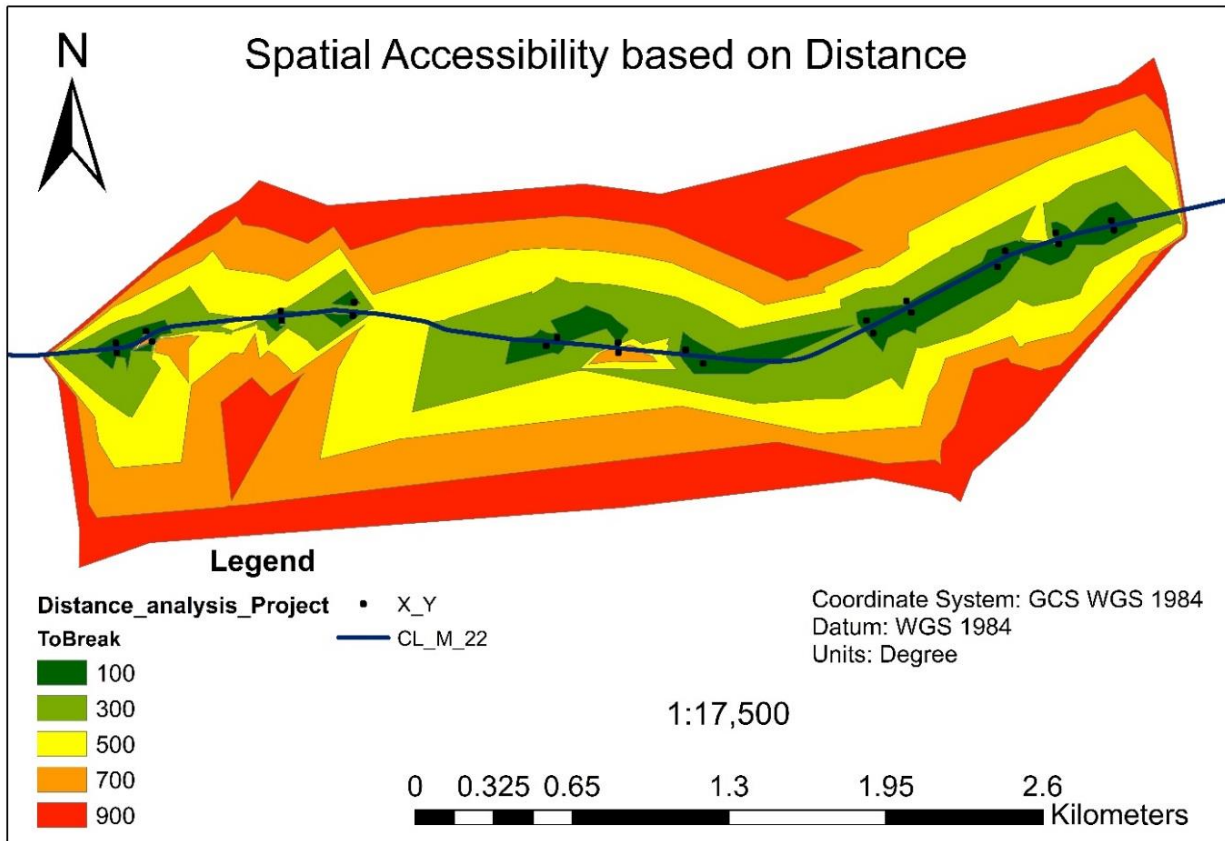 Spatial Accessibility based on Distance
N
Legend
Distance_analysis_Project
ToBreak
100
300
500
700
900
X_Y
CL_M_22
Coordinate System: GCS WGS 1984
Datum: WGS 1984
Units: Degree
1:17,500
0 0.325 0.65 1.3 1.95 2.6
Kilometers